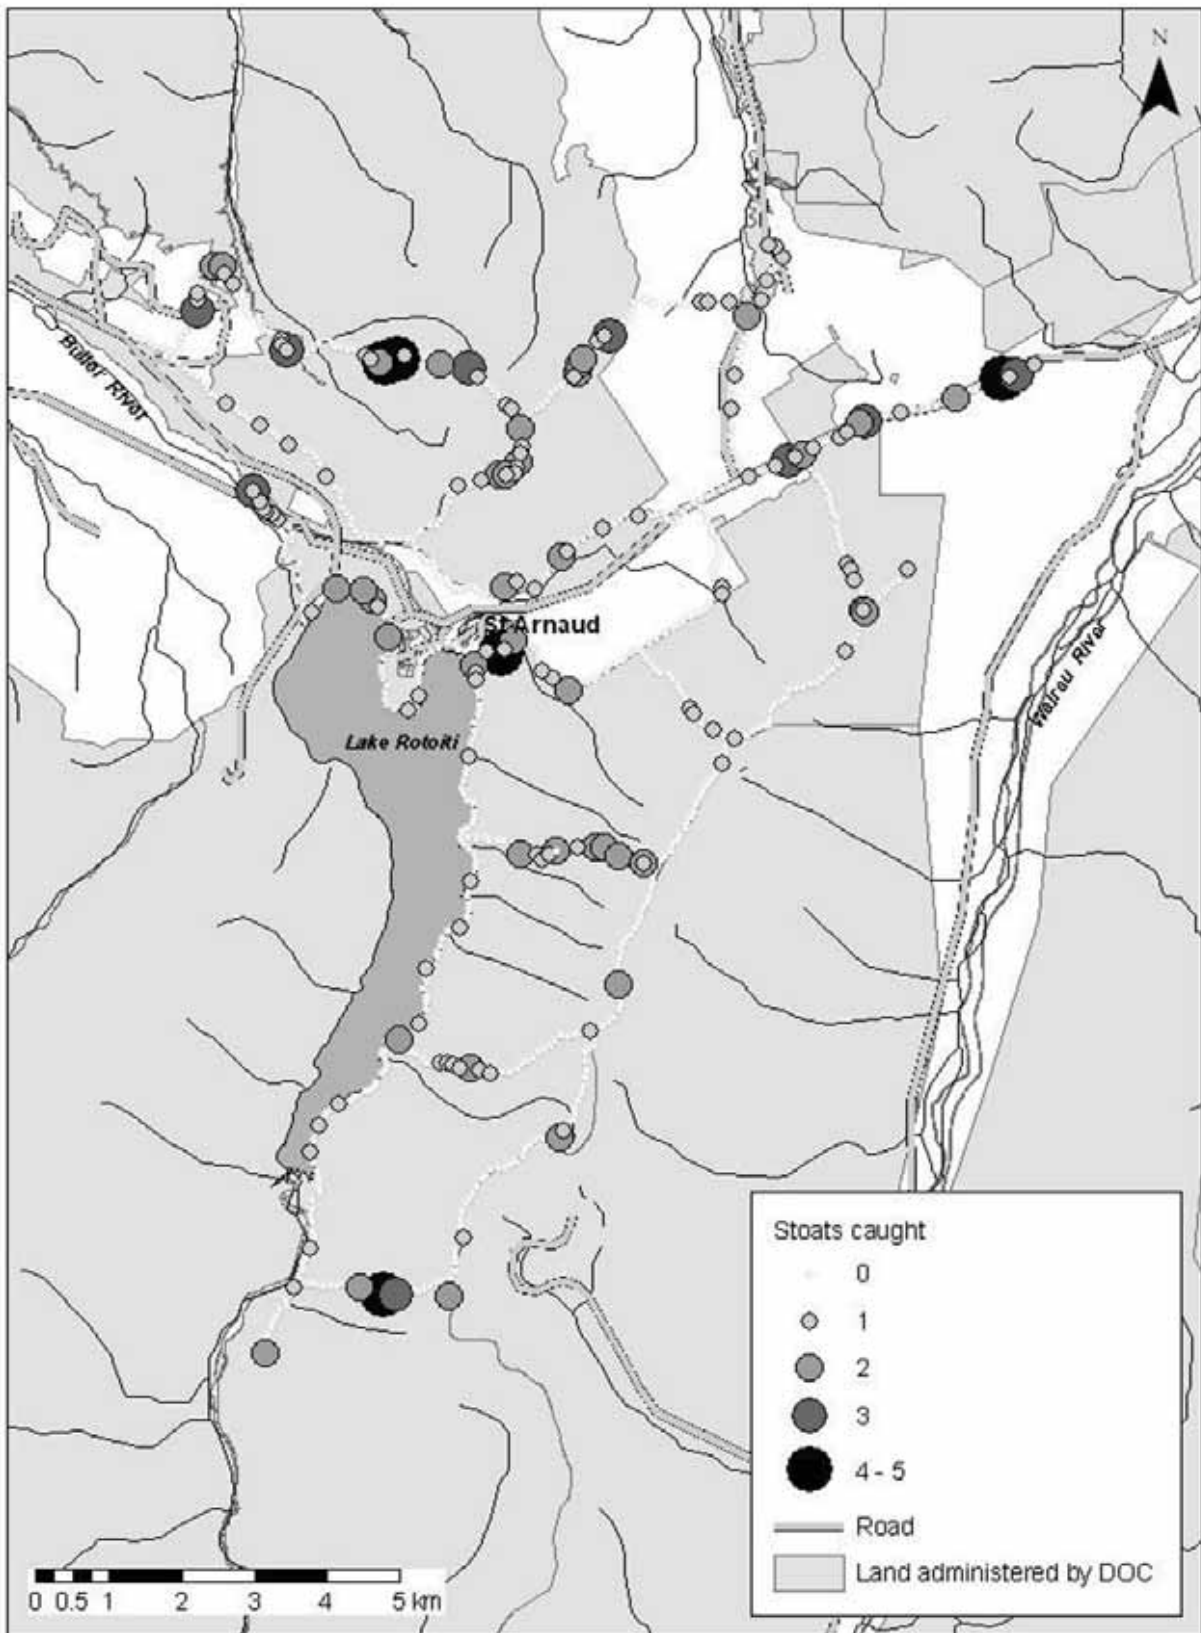 N
Buller River
St Arnaud
Wairau River
Lake Rotoiti
Stoats caught
0
1
2
3
4 - 5
Road
Land administered by DOC
0 0.5 1 2 3 4 5 km